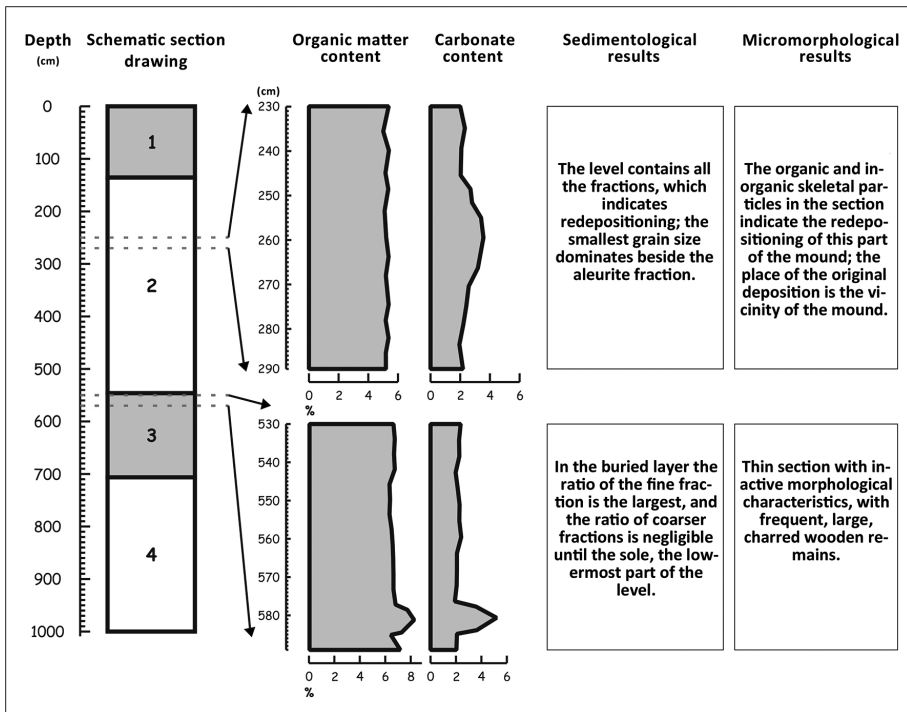 Depth
(cm)
Schematic section
drawing
Organic matter
content
Carbonate
content
Sedimentological
results
Micromorphological
results
0
100
200
300
400
500
600
700
800
900
1000
1
2
3
4
(cm)
230
240
250
260
270
280
290
0 2 4 6
%
0 2 4 6
The level contains all
the fractions, which
indicates
redepositioning; the
smallest grain size
dominates beside the
aleurite fraction.
The organic and in-
organic skeletal par-
ticles in the section
indicate the redepo-
sitioning of this part
of the mound; the
place of the original
deposition is the vi-
cinity of the mound.
530
540
550
560
570
580
0 2 4 6 8
%
0 2 4 6
In the buried layer the
ratio of the fine frac-
tion is the largest, and
the ratio of coarser
fractions is negligible
until the sole, the low-
ermost part of the
level.
Thin section with in-
active morphological
characteristics, with
frequent, large,
charred wooden re-
mains.